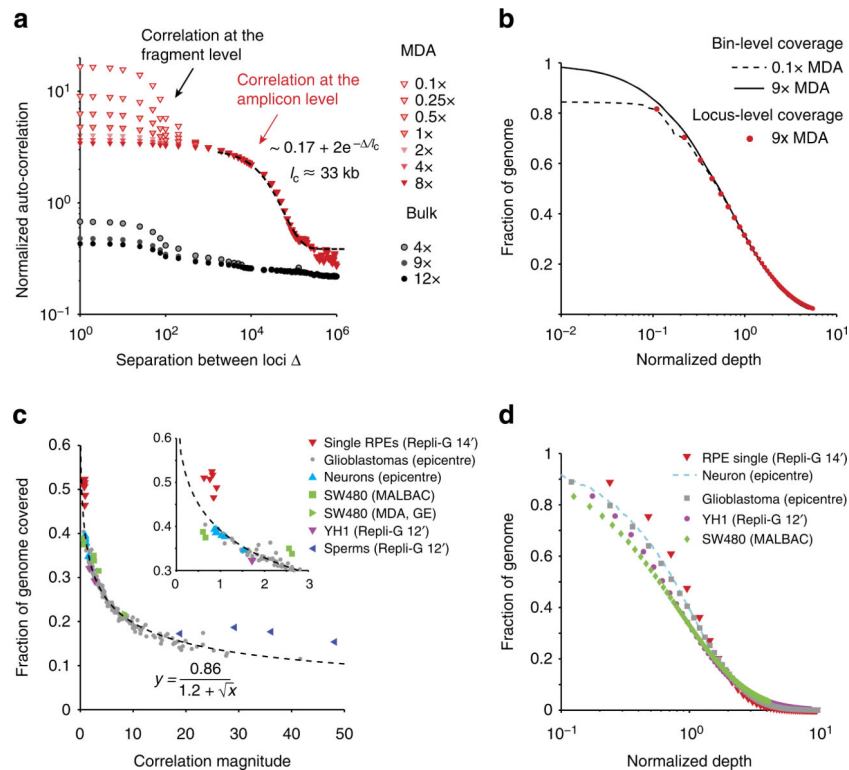 a
Correlation at the
fragment level
Correlation at the
amplicon level
~ 0.17 + 2e^{-Δ/l_c}
l_c ≈ 33 kb
MDA
0.1×
0.25×
0.5×
1×
2×
4×
8×
Bulk
4×
9×
12×
Normalized auto-correlation
10^1
10^0
10^{-1}
10^0
10^2
10^4
10^6
Separation between loci Δ
b
Bin-level coverage
0.1× MDA
9× MDA
Locus-level coverage
9x MDA
Fraction of genome
1
0.8
0.6
0.4
0.2
10^{-2}
10^{-1}
10^0
10^1
Normalized depth
c
Single RPEs (Repli-G 14′)
Glioblastomas (epicentre)
Neurons (epicentre)
SW480 (MALBAC)
SW480 (MDA, GE)
YH1 (Repli-G 12′)
Sperms (Repli-G 12′)
Fraction of genome covered
0.6
0.5
0.4
0.3
0.2
0.1
0
0.6
0.5
0.4
0.3
0
1
2
3
y = 0.86 / (1.2 + √x)
0
10
20
30
40
50
Correlation magnitude
d
RPE single (Repli-G 14′)
Neuron (epicentre)
Glioblastoma (epicentre)
YH1 (Repli-G 12′)
SW480 (MALBAC)
Fraction of genome
1
0.8
0.6
0.4
0.2
0
10^{-1}
10^0
10^1
Normalized depth